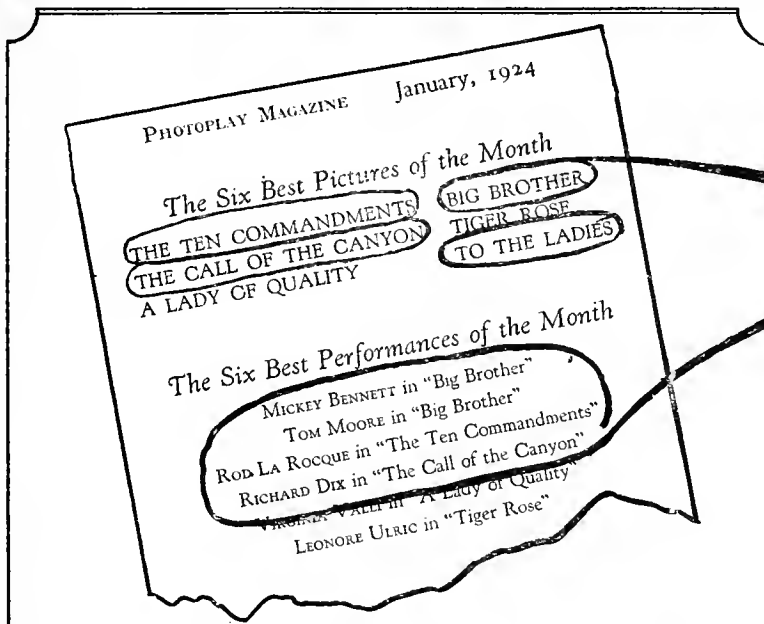 PHOTOPLAY MAGAZINE January, 1924
The Six Best Pictures of the Month
THE TEN COMMANDMENTS
THE CALL OF THE CANYON
A LADY OF QUALITY
BIG BROTHER
TIGER ROSE
TO THE LADIES
The Six Best Performances of the Month
MICKEY BENNETT in "Big Brother"
TOM MOORE in "Big Brother"
ROD LA ROCQUE in "The Ten Commandments"
RICHARD DIX in "The Call of the Canyon"
VIRGINIA VALLI in "A Lady of Quality"
LEONORE ULRIC in "Tiger Rose"